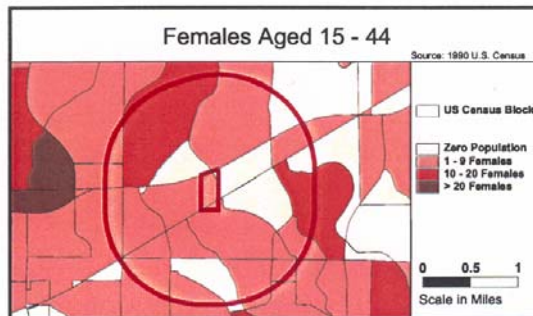 Females Aged 15 - 44
Source: 1990 U.S. Census
US Census Block
Zero Population
1 - 9 Females
10 - 20 Females
> 20 Females
0 0.5 1
Scale in Miles